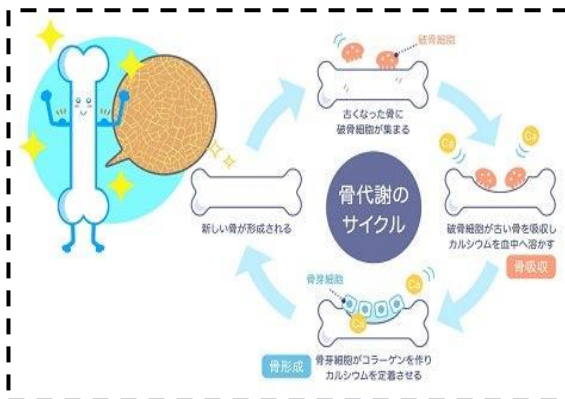 破骨細胞
古くなった骨に
破骨細胞が集まる
Ca
Ca
破骨細胞が古い骨を吸収し
カルシウムを血中へ溶かす
骨吸収
骨代謝の
サイクル
新しい骨が形成される
骨芽細胞
Ca
Ca
骨形成
骨芽細胞がコラーゲンを作り
カルシウムを定着させる